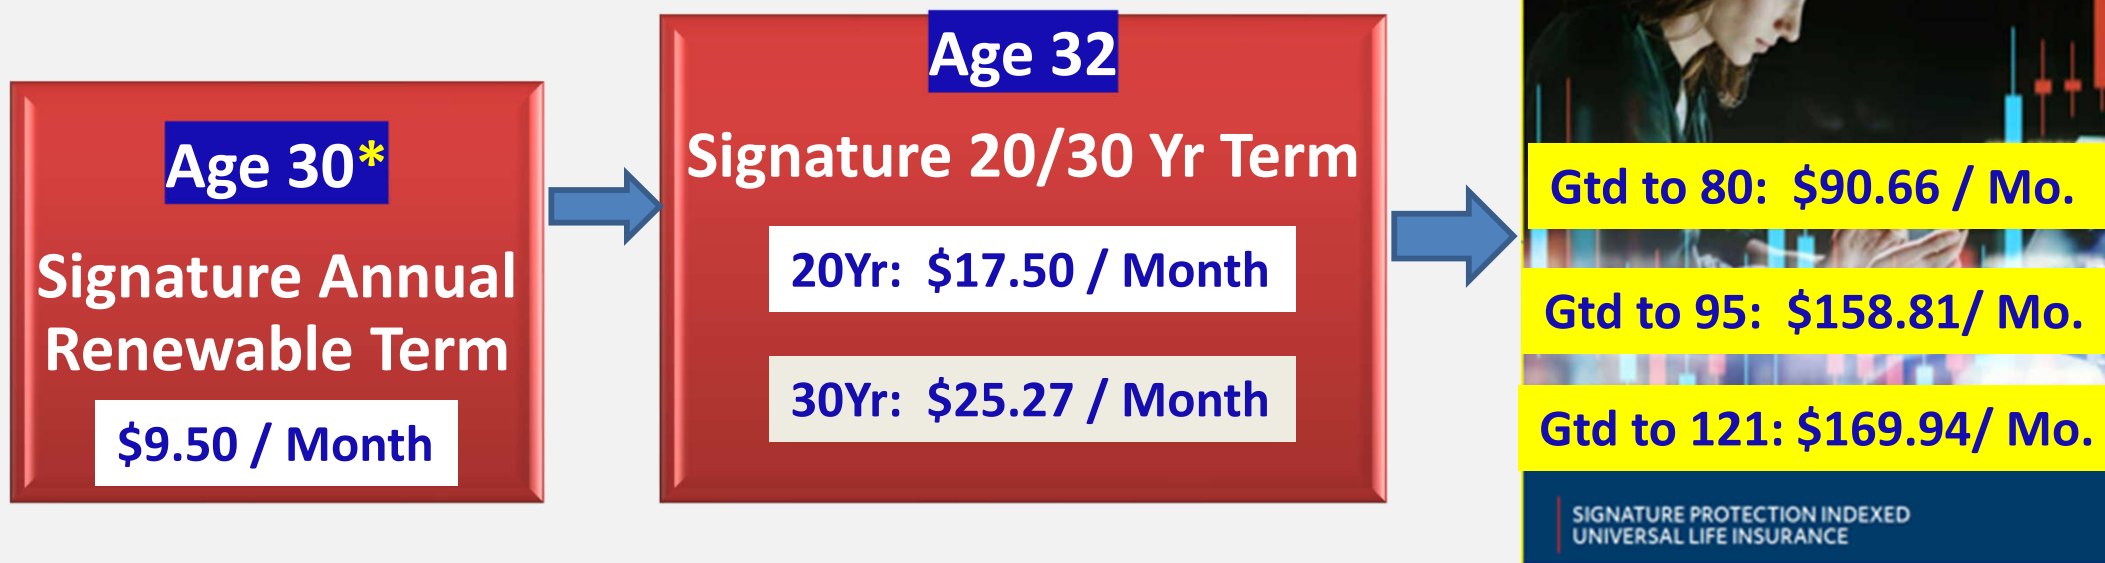 Age 30*
Signature Annual
Renewable Term
$9.50 / Month
Age 32
Signature 20/30 Yr Term
20Yr:  $17.50 / Month
30Yr:  $25.27 / Month
Gtd to 80:  $90.66 / Mo.
Gtd to 95:  $158.81/ Mo.
Gtd to 121: $169.94/ Mo.
SIGNATURE PROTECTION INDEXED
UNIVERSAL LIFE INSURANCE